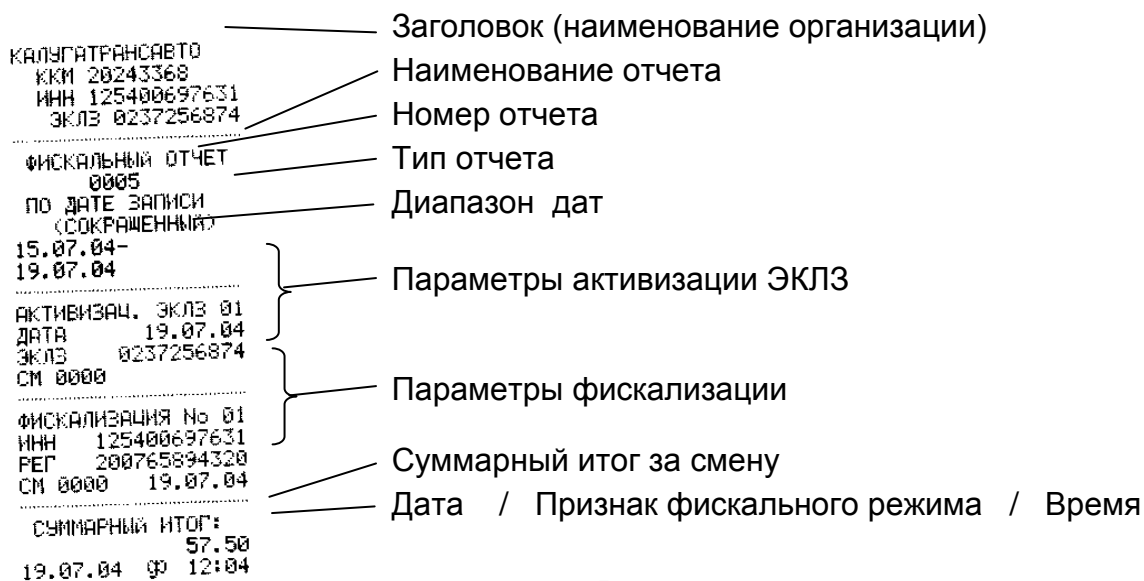 Заголовок (наименование организации)
КАЛУГАТРАНСАВТО
ККМ 20243368
Наименование отчета
ИНН 125400697631
ЭКЛЗ 0237256874
Номер отчета
ФИСКАЛЬНЫЙ ОТЧЕТ
Тип отчета
0005
ПО ДАТЕ ЗАПИСИ
Диапазон дат
(СОКРАЩЕННЫЙ)
15.07.04-
19.07.04
Параметры активизации ЭКЛЗ
АКТИВИЗАЦ. ЭКЛЗ 01
ДАТА 19.07.04
ЭКЛЗ 0237256874
СМ 0000
Параметры фискализации
ФИСКАЛИЗАЦИЯ No 01
ИНН 125400697631
РЕГ 200765894320
СМ 0000 19.07.04
Суммарный итог за смену
Дата / Признак фискального режима / Время
СУММАРНЫЙ ИТОГ:
57.50
19.07.04 ф 12:04